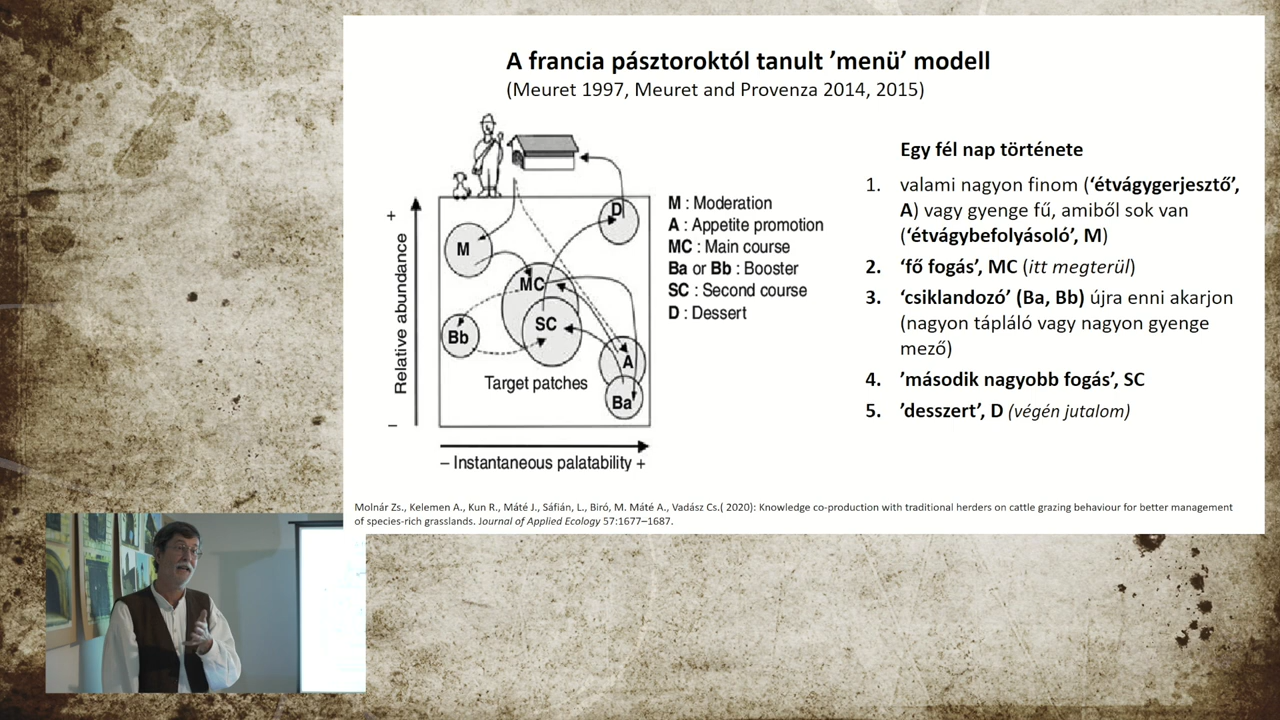 A francia pásztoroktól tanult ’menü’ modell
(Meuret 1997, Meuret and Provenza 2014, 2015)
+
Relative abundance
–
M
MC
SC
Bb
D
A
Ba
Target patches
– Instantaneous palatability +
M : Moderation
A : Appetite promotion
MC : Main course
Ba or Bb : Booster
SC : Second course
D : Dessert
Egy fél nap története
1. valami nagyon finom (‘étvágygerjesztő’,
A) vagy gyenge fű, amiből sok van
(‘étvágybefolyásoló’, M)
2. ‘fő fogás’, MC (itt megterül)
3. ‘csiklandozó’ (Ba, Bb) újra enni akarjon
(nagyon tápláló vagy nagyon gyenge
mező)
4. ’második nagyobb fogás’, SC
5. ’desszert’, D (végén jutalom)
Molnár Zs., Kelemen A., Kun R., Máté J., Sáfián, L., Biró, M. Máté A., Vadász Cs.( 2020): Knowledge co-production with traditional herders on cattle grazing behaviour for better management
of species-rich grasslands. Journal of Applied Ecology 57:1677–1687.